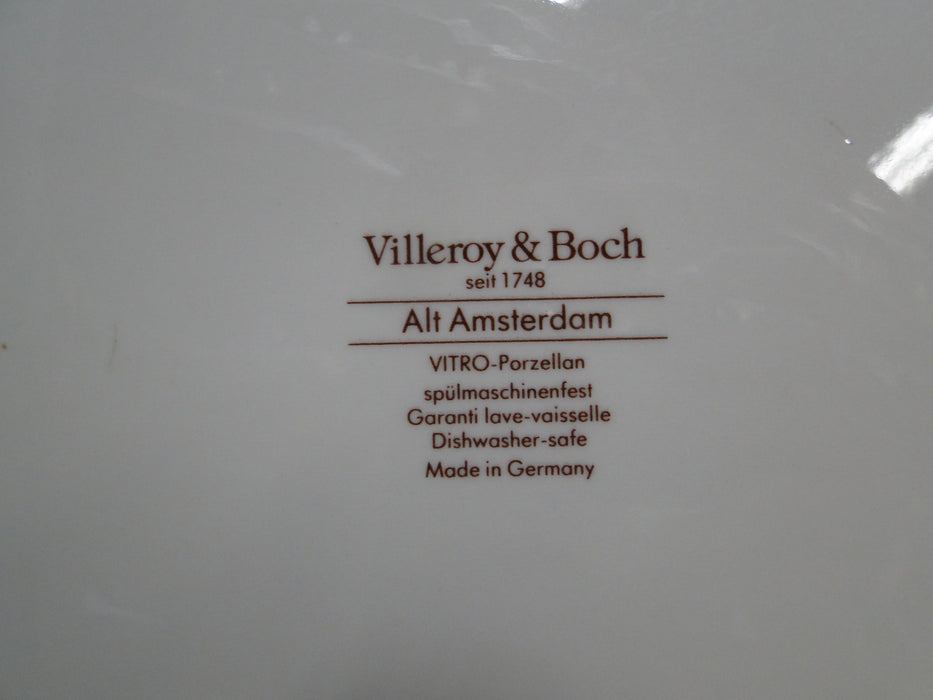 Villeroy & Boch
seit 1748
Alt Amsterdam
VITRO-Porzellan
spülmaschinenfest
Garanti lave-vaisselle
Dishwasher-safe
Made in Germany